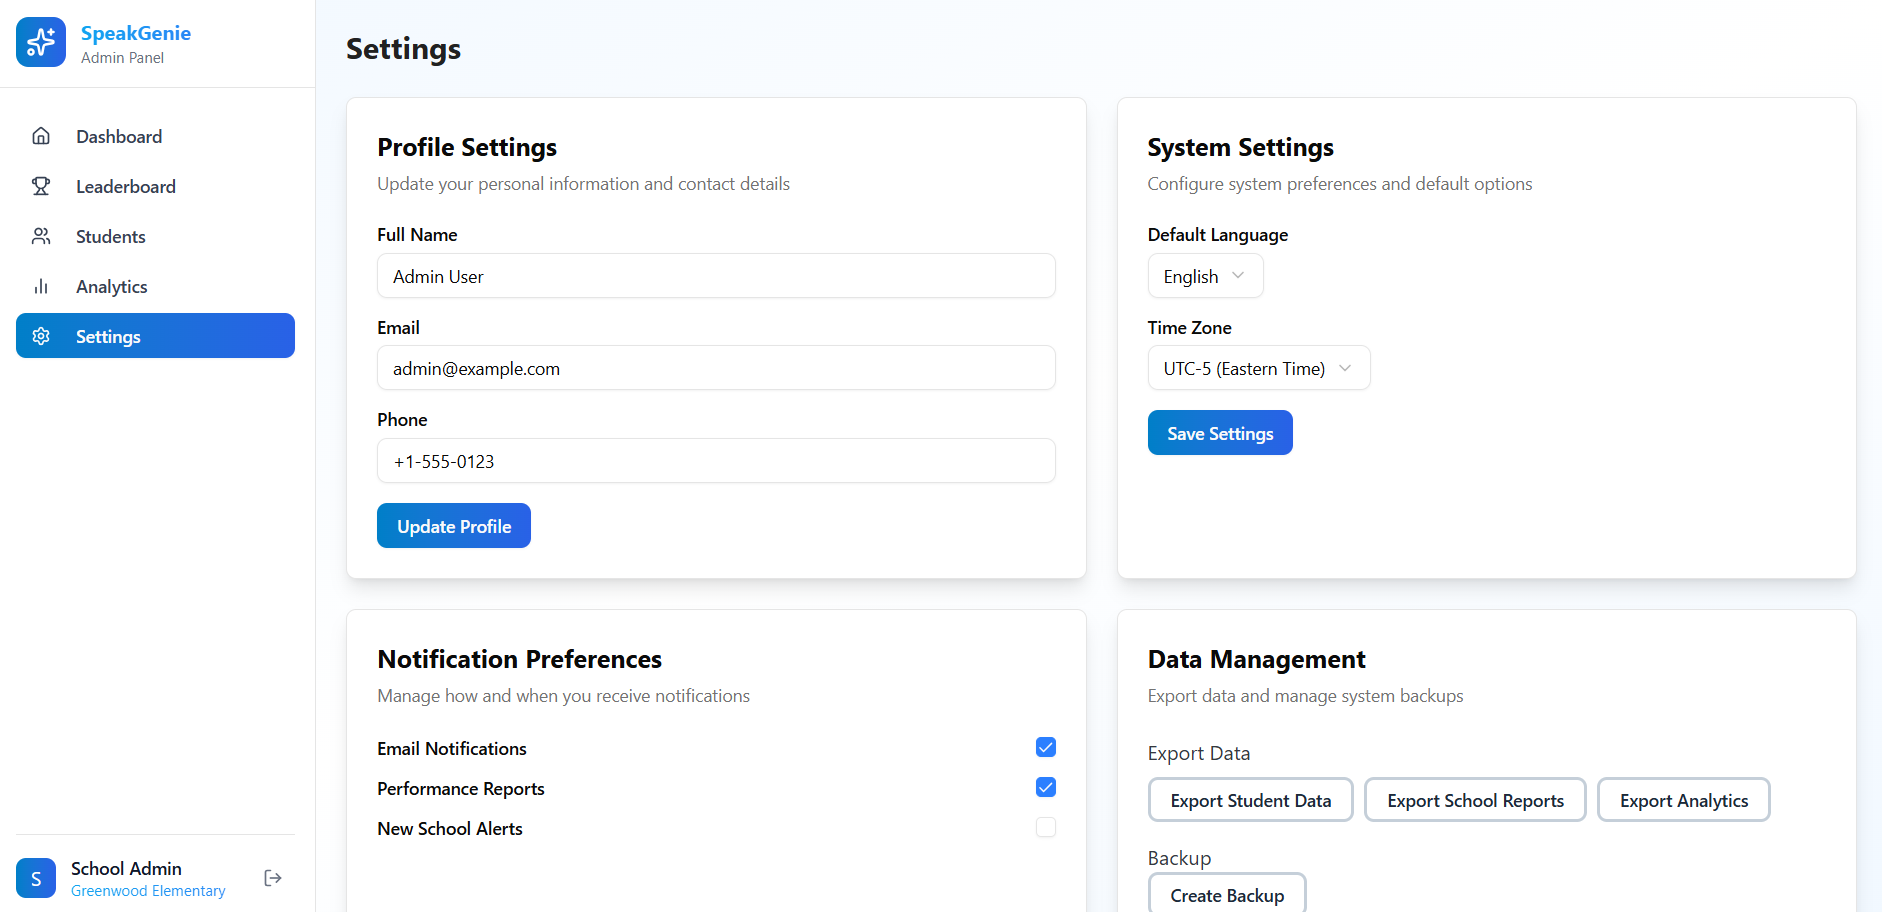 SpeakGenie
Admin Panel
Dashboard
Leaderboard
Students
Analytics
Settings
School Admin
Greenwood Elementary
S
Settings
Profile Settings
Update your personal information and contact details
Full Name
Admin User
Email
admin@example.com
Phone
+1-555-0123
Update Profile
System Settings
Configure system preferences and default options
Default Language
English
Time Zone
UTC-5 (Eastern Time)
Save Settings
Notification Preferences
Manage how and when you receive notifications
Email Notifications
Performance Reports
New School Alerts
Data Management
Export data and manage system backups
Export Data
Export Student Data
Export School Reports
Export Analytics
Backup
Create Backup